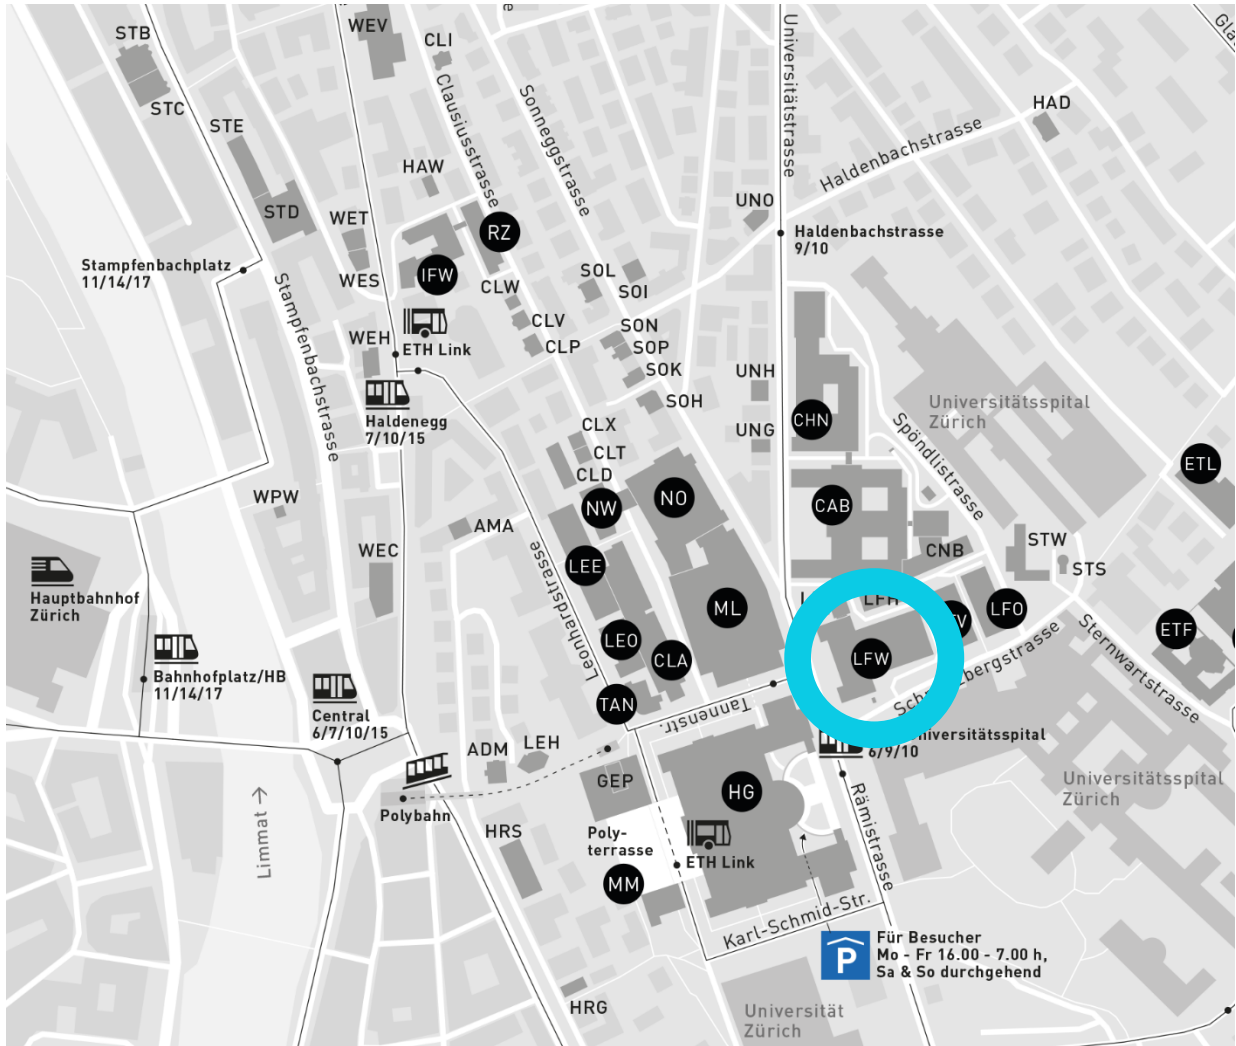 STB
WEV
CLI
STC
STE
HAW
HAD
Universitätstrasse
Clausiusstrasse
Sonneggstrasse
Haldenbachstrasse
STD
WET
RZ
UNO
Haldenbachstrasse
9/10
Stampfenbachplatz
11/14/17
WES
IFW
CLW
SOL
SOI
Stampfenbachstrasse
CLV
SON
WEH
ETH Link
CLP
SOP
SOK
UNH
Haldenegg
7/10/15
SOH
Universitätsspital
Zürich
CHN
UNG
CLX
CLT
CLD
Spöndlistrasse
ETL
WPW
NW
NO
CAB
AMA
WEC
CNB
STW
STS
Hauptbahnhof
Zürich
LEE
Leonhardstrasse
ML
LFO
LEO
CLA
LFW
ETF
Sternwartstrasse
Bahnhofplatz/HB
11/14/17
Central
6/7/10/15
TAN
Tannenstr.
ADM
LEH
Universitätsspital
6/9/10
GEP
HG
Universitätsspital
Zürich
Polybahn
Limmat →
HRS
Poly-
terrasse
ETH Link
Rämistrasse
MM
Karl-Schmid-Str.
P
Für Besucher
Mo - Fr 16.00 - 7.00 h,
Sa & So durchgehend
HRG
Universität
Zürich